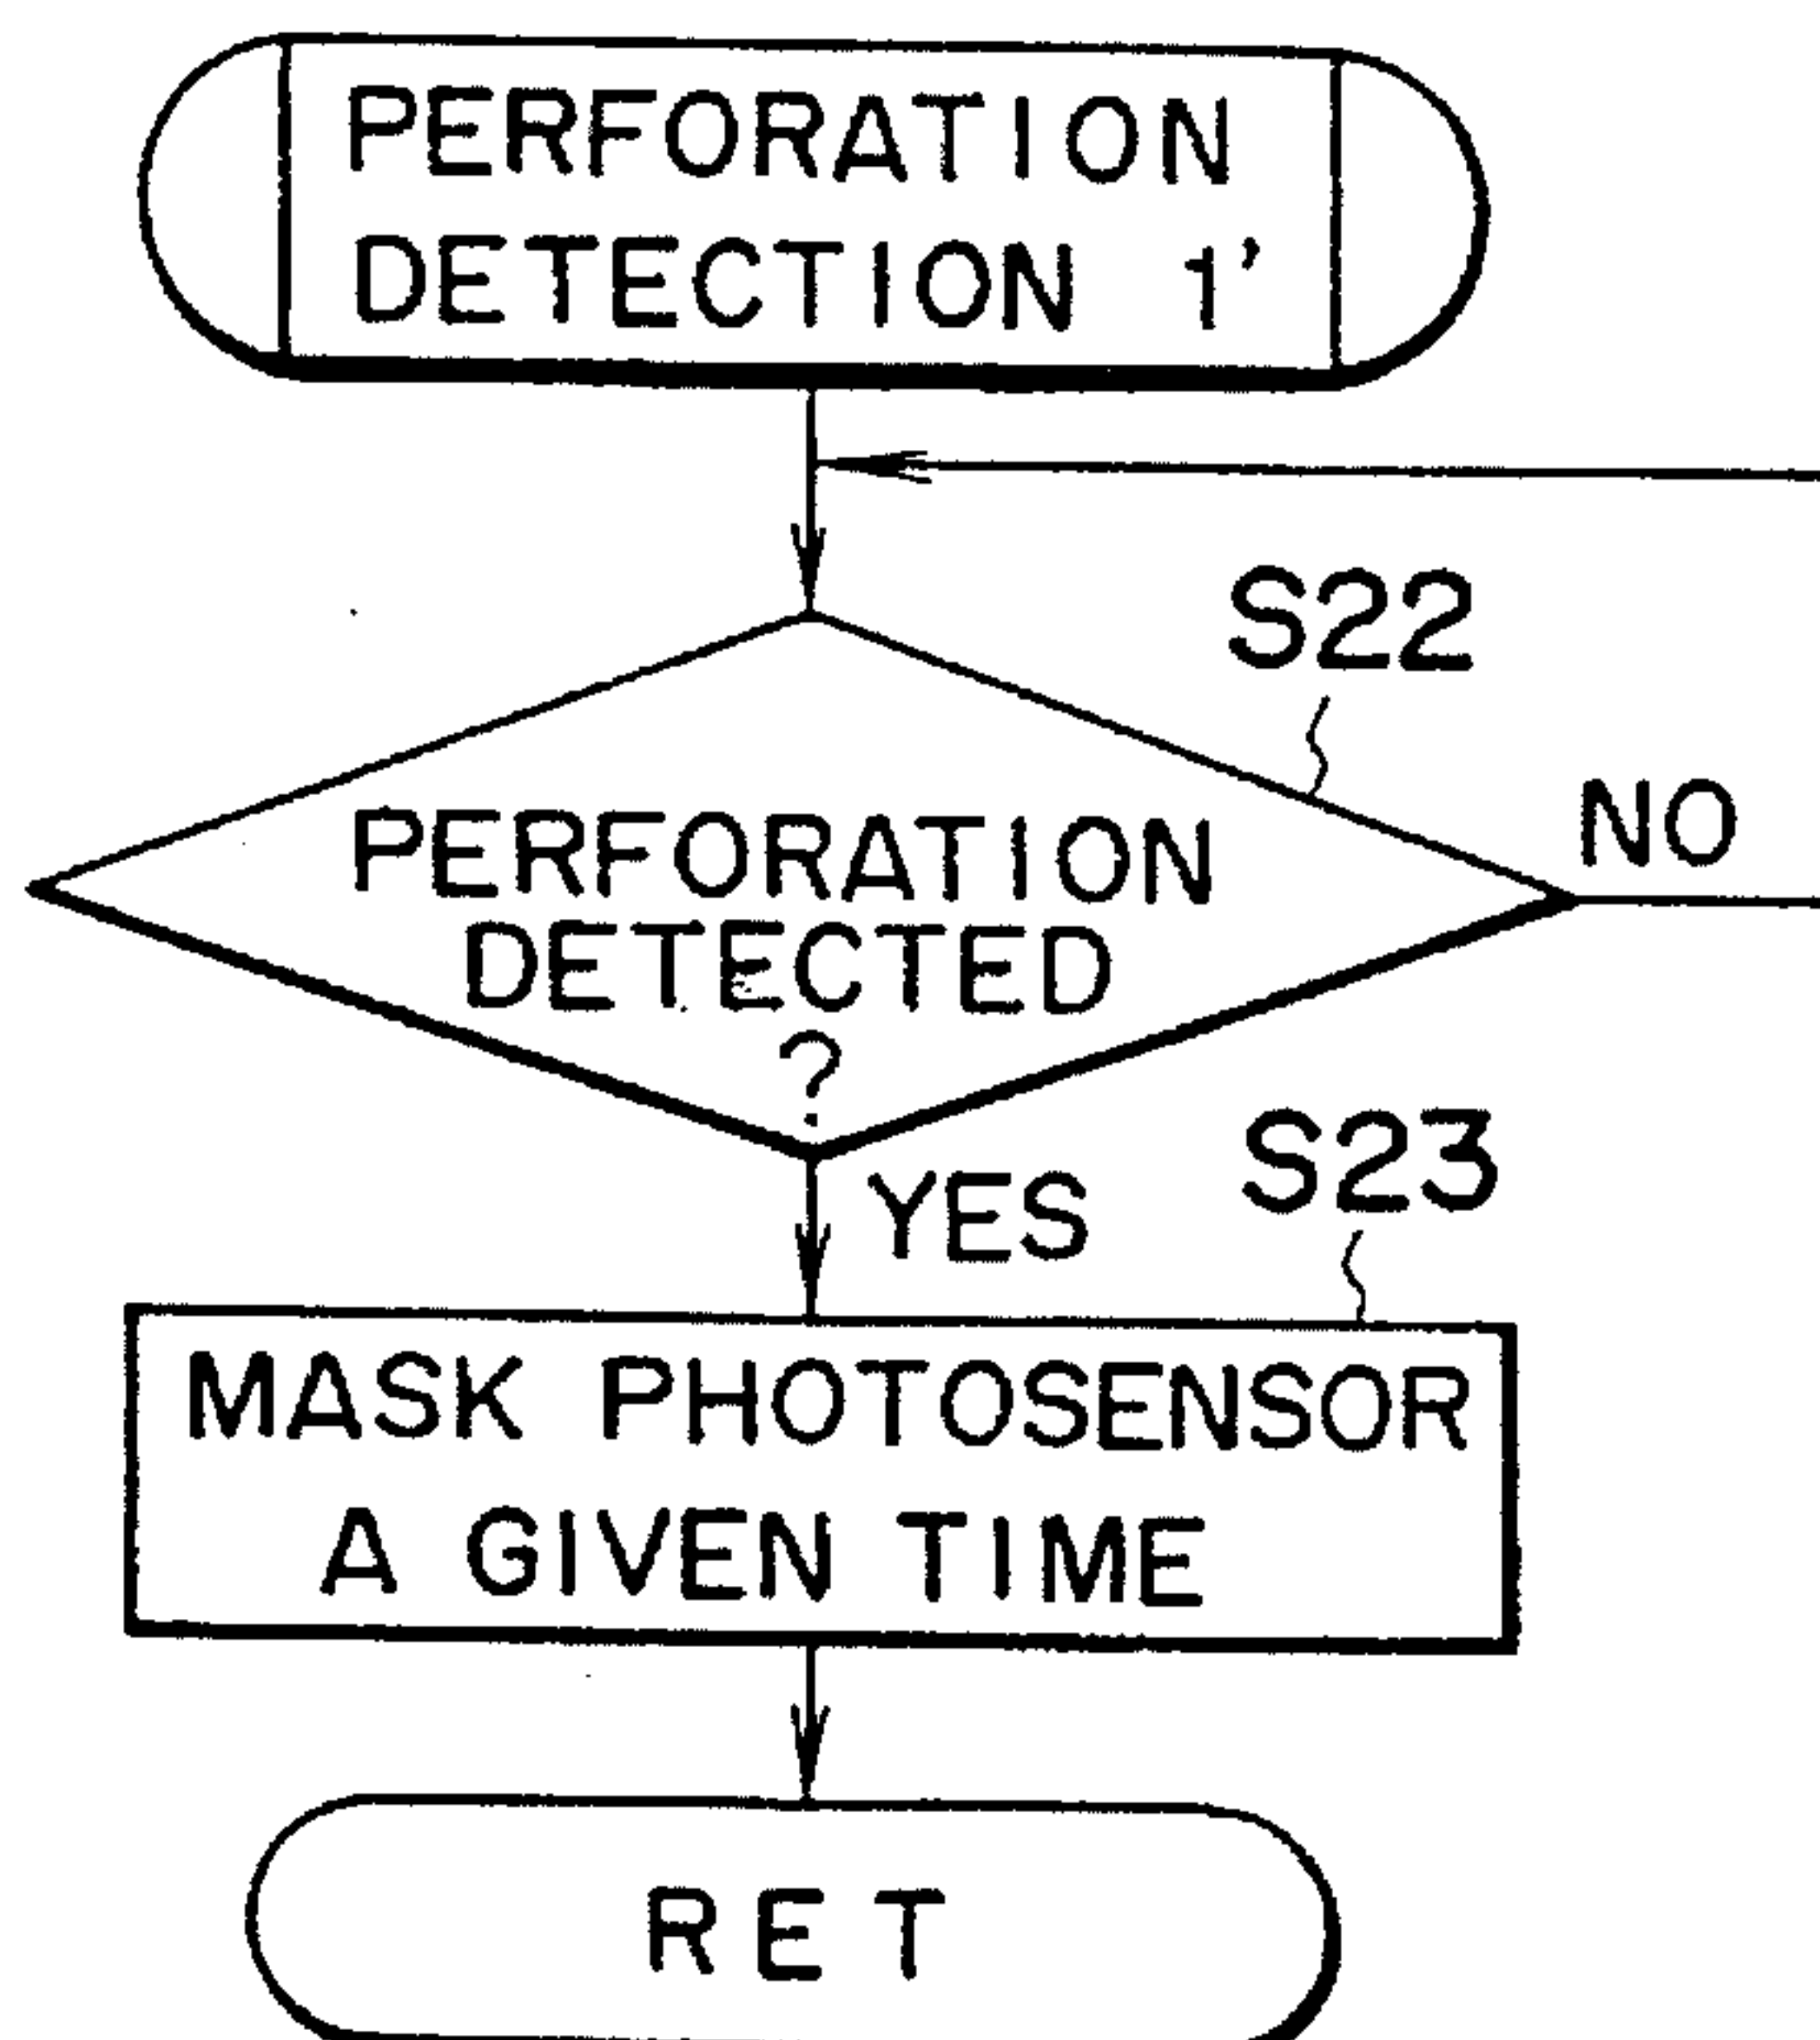 PERFORATION
DETECTION 1'
S22
PERFORATION
DETECTED
?
NO
YES
S23
MASK PHOTOSENSOR
A GIVEN TIME
RET